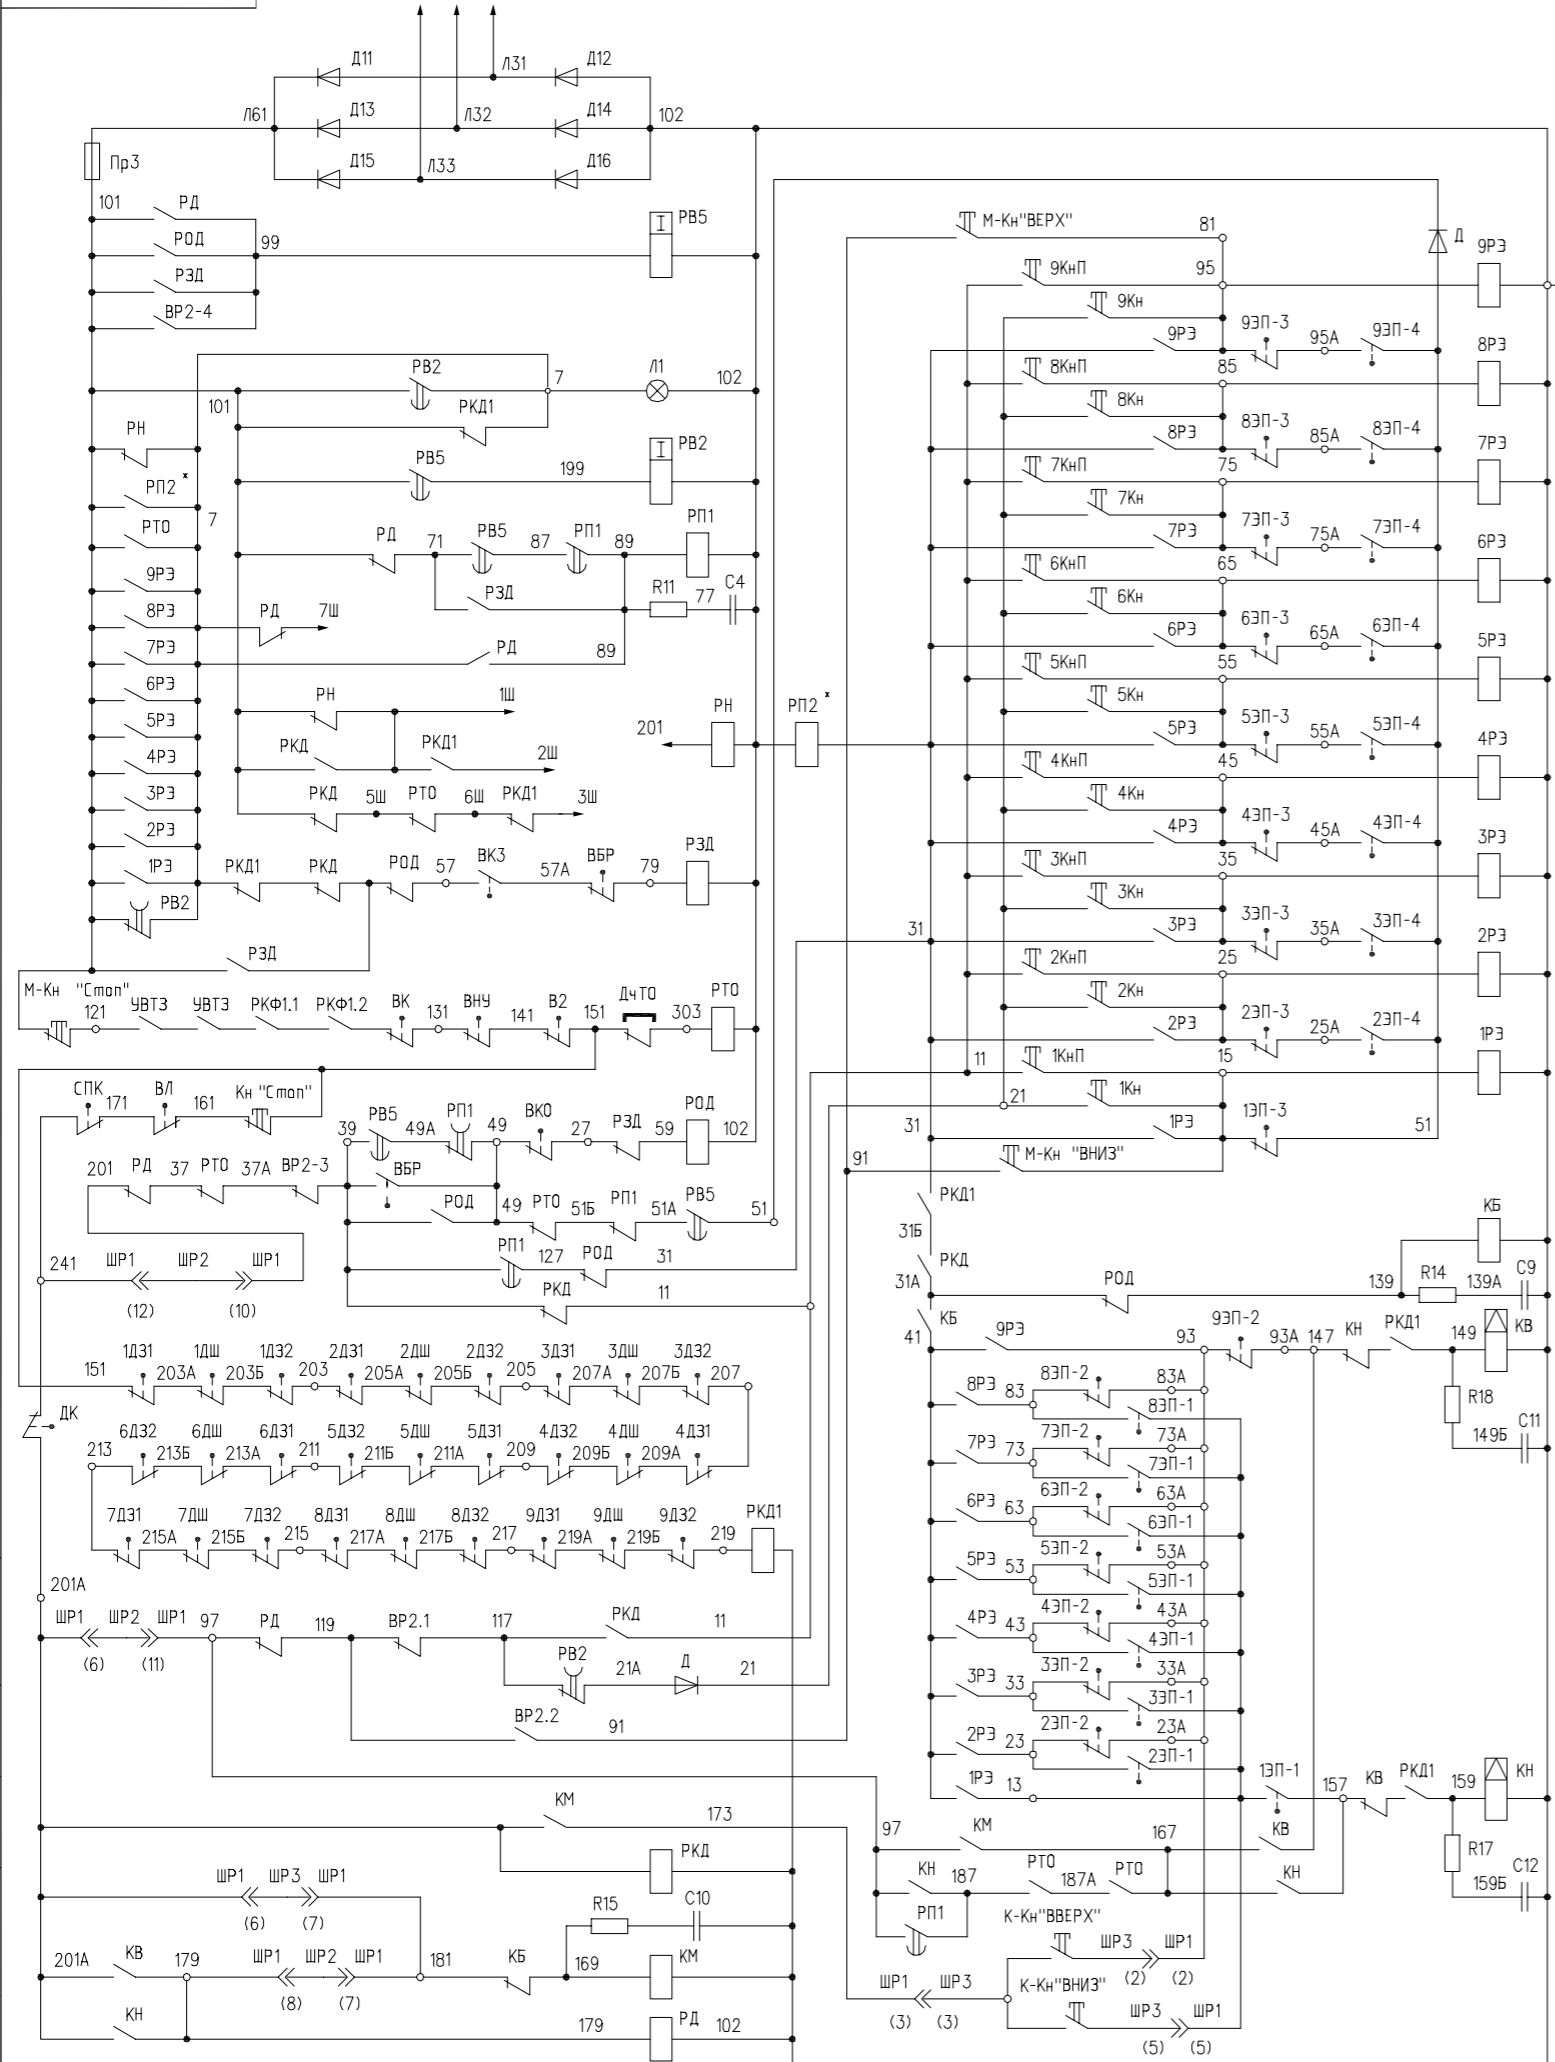 Д11 Л31 Д12
Л61 Д13 Л32 Д14 102
Пр3 Д15 Л33 Д16
101 РД РВ5 М-Кн"ВЕРХ" 81 Д
РОД 99 9КнП 95 9РЭ
РЗД
ВР2-4 9Кн
9РЭ 9ЭП-3 95А 9ЭП-4 8РЭ
РВ2 7 Л1 102 8КнП 85
101 РКД1 8Кн
РН 8РЭ 8ЭП-3 85А 8ЭП-4 7РЭ
РВ5 199 РВ2 7КнП 75
РП2* 7Кн
7
РТО РД 71 РВ5 87 РП1 89 РП1 7РЭ 7ЭП-3 75А 7ЭП-4 6РЭ
9РЭ РЗД R11 77 С4 6КнП 65
8РЭ РД 7Ш 6Кн
7РЭ РД 89 6РЭ 6ЭП-3 65А 6ЭП-4 5РЭ
6РЭ РН 1Ш 5КнП 55
5РЭ РКД РКД1 2Ш 201 РН РП2* 5Кн
4РЭ 5РЭ 5ЭП-3 55А 5ЭП-4 4РЭ
3РЭ РКД 5Ш РТО 6Ш РКД1 3Ш 4КнП 45
2РЭ 4Кн
4РЭ 4ЭП-3 45А 4ЭП-4 3РЭ
1РЭ РКД1 РКД РОД 57 ВК3 57А ВБР 79 РЗД 3КнП 35
РВ2 3Кн
РЗД 31 3РЭ 3ЭП-3 35А 3ЭП-4 2РЭ
2КнП 25
М-Кн "Стоп" 2Кн
121 УВТЗ УВТЗ РКФ1.1 РКФ1.2 ВК 131 ВНУ 141 В2 151 ДчТО 303 РТО
2РЭ 2ЭП-3 25А 2ЭП-4 1РЭ
11 1КнП 15
СПК 171 ВЛ 161 Кн "Стоп" 21 1Кн
39 РВ5 49А РП1 49 ВКО 27 РЗД 59 РОД 102
31 1РЭ 1ЭП-3 51
201 РД 37 РТО 37А ВР2-3 ВБР 91 М-Кн "ВНИЗ"
РОД 49 РТО 51Б РП1 51А РВ5 51 РКД1 КБ
31Б
241 ШР1 ШР2 ШР1 РП1 127 РОД 31 РКД
(12) (10) РКД 11 31А РОД 139 R14 139А С9
КБ
41 9РЭ 93 9ЭП-2 93А 147 КН РКД1 149 КВ
151 1ДЗ1 203А 1ДШ 203Б 1ДЗ2 203 2ДЗ1 205А 2ДШ 205Б 2ДЗ2 205 3ДЗ1 207А 3ДШ 207Б 3ДЗ2 207
8РЭ 83 8ЭП-2 83А 8ЭП-1 R18
ДК
149Б С11
213 6ДЗ2 213Б 6ДШ 213А 6ДЗ1 211 5ДЗ2 211Б 5ДШ 211А 5ДЗ1 209 4ДЗ2 209Б 4ДШ 209А 4ДЗ1
7РЭ 73 7ЭП-2 73А 7ЭП-1
6РЭ 63 6ЭП-2 63А 6ЭП-1
7ДЗ1 215А 7ДШ 215Б 7ДЗ2 215 8ДЗ1 217А 8ДШ 217Б 8ДЗ2 217 9ДЗ1 219А 9ДШ 219Б 9ДЗ2 219 РКД1
5РЭ 53 5ЭП-2 53А 5ЭП-1
201А
ШР1 ШР2 ШР1 97 РД 119 ВР2.1 117 РКД 11
(6) (11)
4РЭ 43 4ЭП-2 43А 4ЭП-1
РВ2 21А Д 21
3РЭ 33 3ЭП-2 33А 3ЭП-1
ВР2.2 91
2РЭ 23 2ЭП-2 23А 2ЭП-1
1РЭ 13 1ЭП-1 157 КВ РКД1 159 КН
КМ 173 97 КМ 167 КВ
РКД R17
КН 187 РТО 187А РТО КН 159Б С12
ШР1 ШР3 ШР1 РП1
(6) (7)
R15 С10 К-Кн"ВВЕРХ"
201А КВ 179 ШР1 ШР2 ШР1 181 КБ 169 КМ ШР3 ШР1
(8) (7) (2) (2)
ШР1 ШР3 К-Кн"ВНИЗ"
(3) (3)
КН 179 РД 102 ШР3 ШР1
(5) (5)